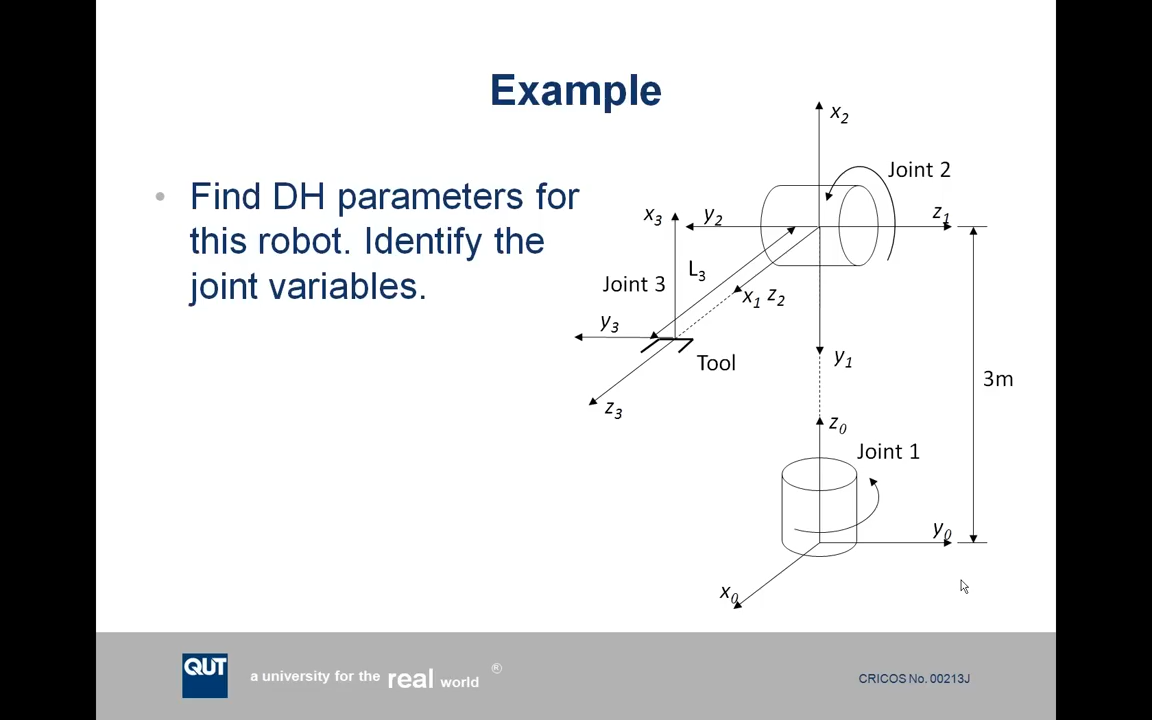 Example
• Find DH parameters for
this robot. Identify the
joint variables.
x2
Joint 2
x3
y2
z1
L3
Joint 3
x1 z2
y3
Tool
y1
3m
z3
z0
Joint 1
y0
x0
QUT
a university for the real world ®
CRICOS No. 00213J